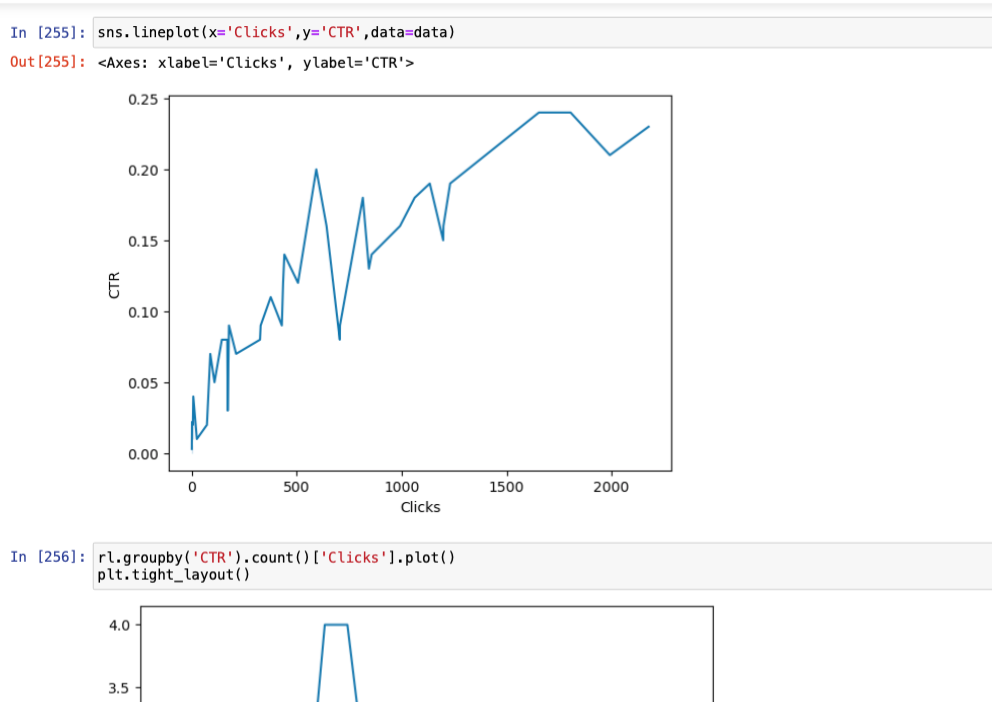 In [255]: sns.lineplot(x='Clicks',y='CTR',data=data)
Out[255]: <Axes: xlabel='Clicks', ylabel='CTR'>
0.25
0.20
0.15
0.10
0.05
0.00
CTR
0 500 1000 1500 2000
Clicks
In [256]: rl.groupby('CTR').count()['Clicks'].plot()
plt.tight_layout()
4.0
3.5